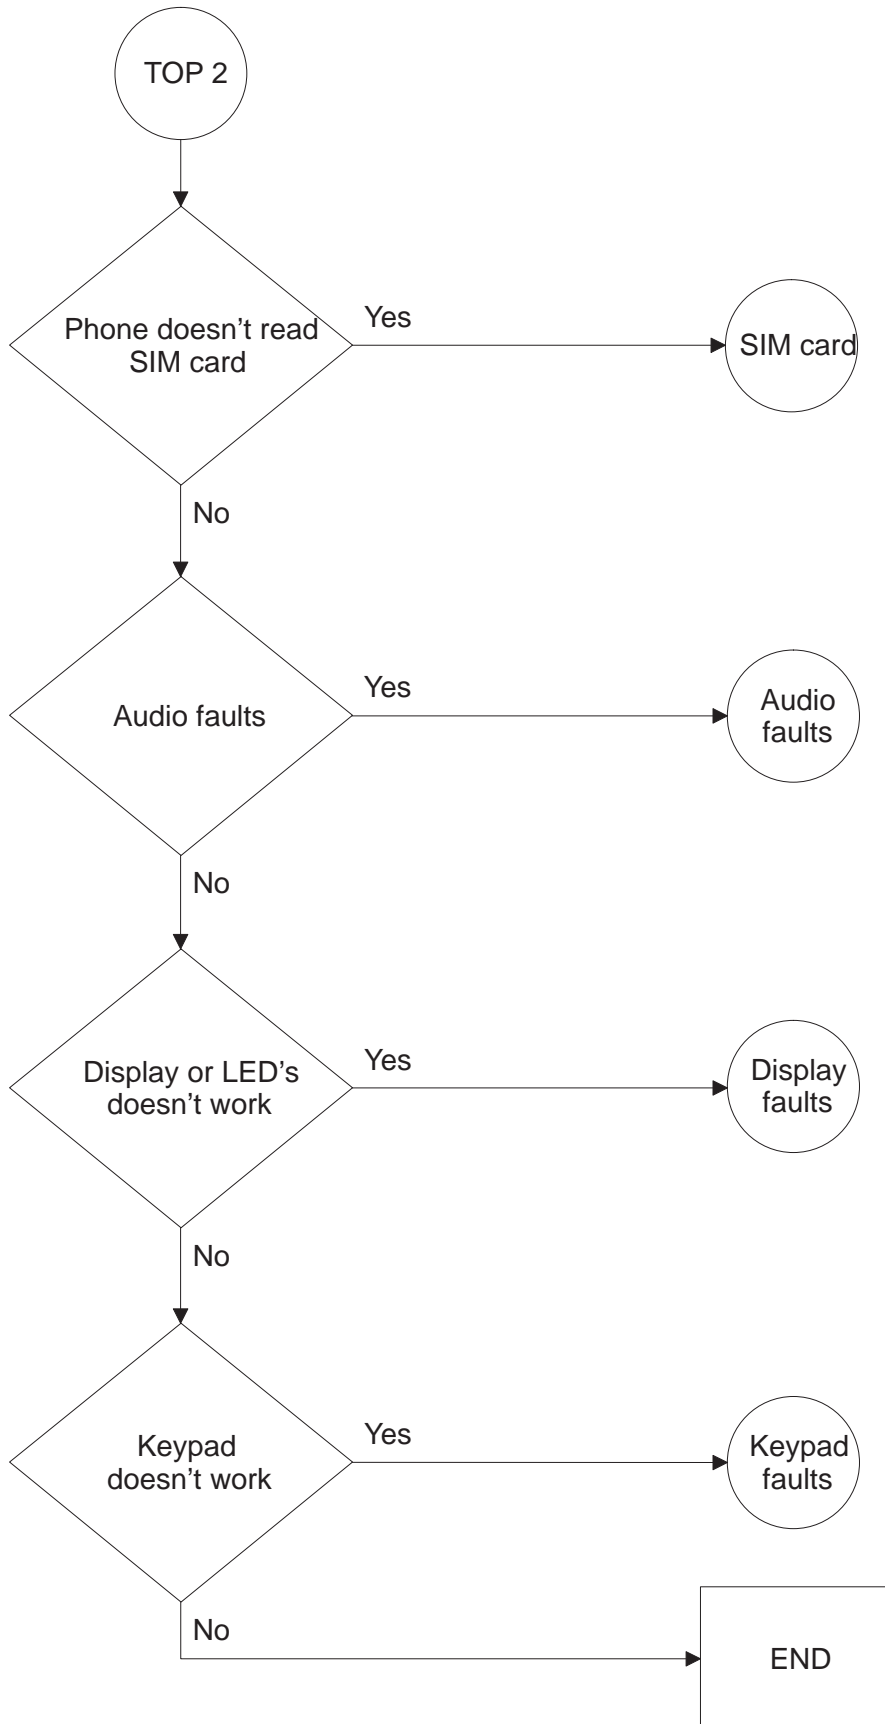 TOP 2
Phone doesn’t read
SIM card
Yes
SIM card
No
Audio faults
Yes
Audio
faults
No
Display or LED’s
doesn’t work
Yes
Display
faults
No
Keypad
doesn’t work
Yes
Keypad
faults
No
END